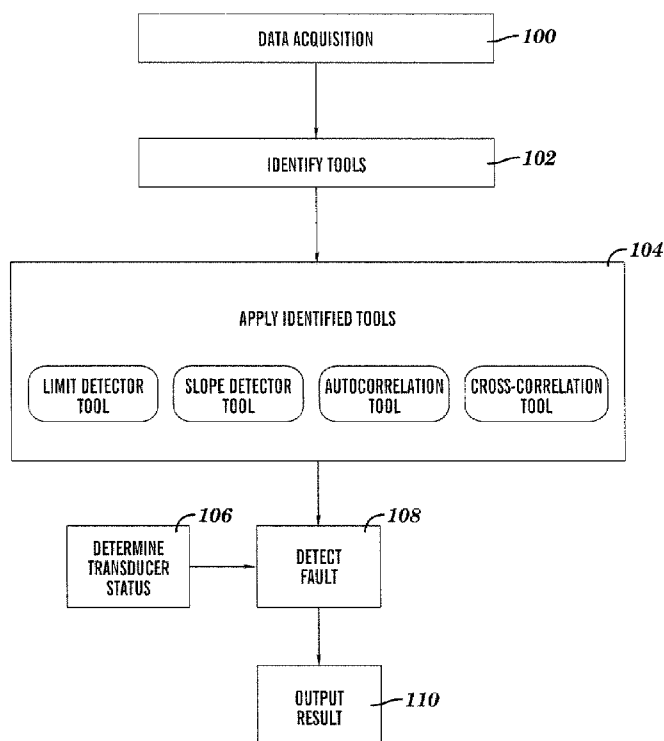 DATA ACQUISITION
100
IDENTIFY TOOLS
102
104
APPLY IDENTIFIED TOOLS
LIMIT DETECTOR
TOOL
SLOPE DETECTOR
TOOL
AUTOCORRELATION
TOOL
CROSS-CORRELATION
TOOL
106
DETERMINE
TRANSDUCER
STATUS
108
DETECT
FAULT
OUTPUT
RESULT
110